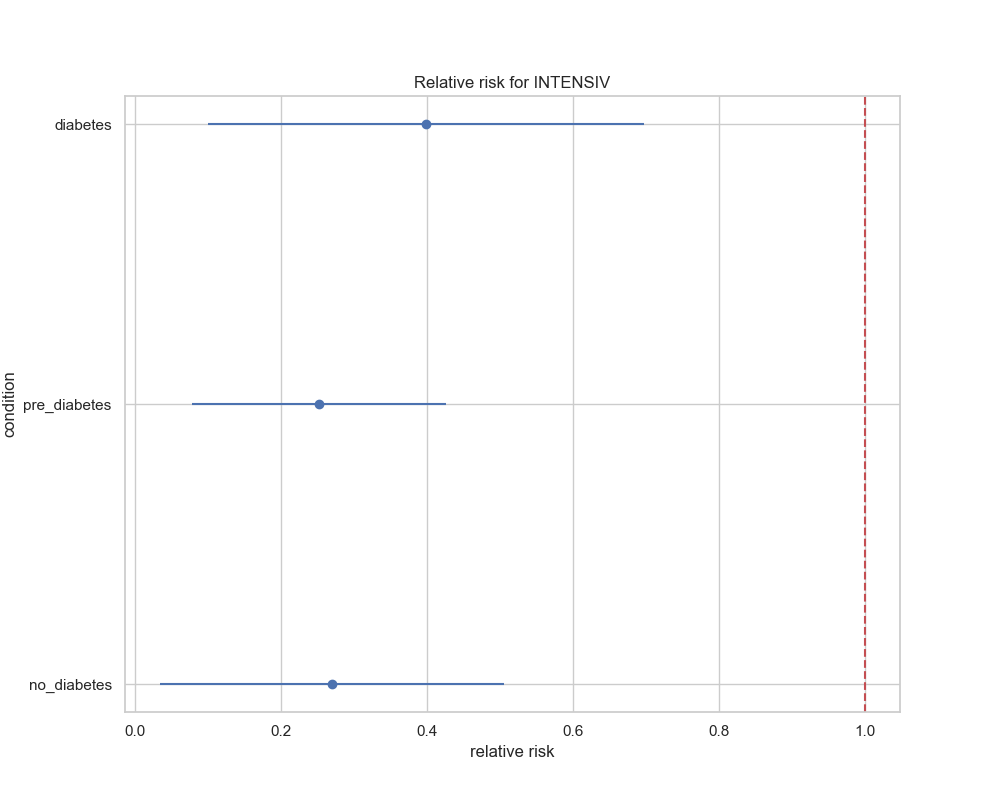 Relative risk for INTENSIV
diabetes
pre_diabetes
no_diabetes
condition
0.0 0.2 0.4 0.6 0.8 1.0
relative risk